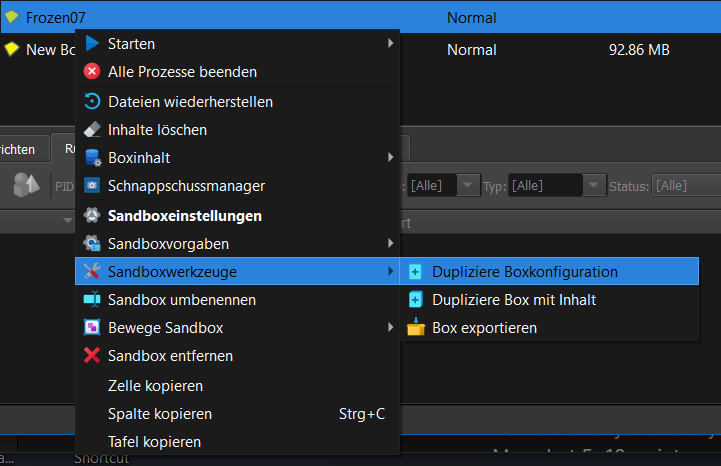 Frozen07 Normal
New Bo Normal 92.86 MB
Starten
Alle Prozesse beenden
Dateien wiederherstellen
Inhalte löschen
Boxinhalt
Schnappschussmanager
Sandboxeinstellungen
Sandboxvorgaben
Sandboxwerkzeuge
Sandbox umbenennen
Bewege Sandbox
Sandbox entfernen
Zelle kopieren
Spalte kopieren Strg+C
Tafel kopieren
Dupliziere Boxkonfiguration
Dupliziere Box mit Inhalt
Box exportieren
richten Ru
PID [Alle] Typ: [Alle] Status: [Alle]
ert
a... Shortcut